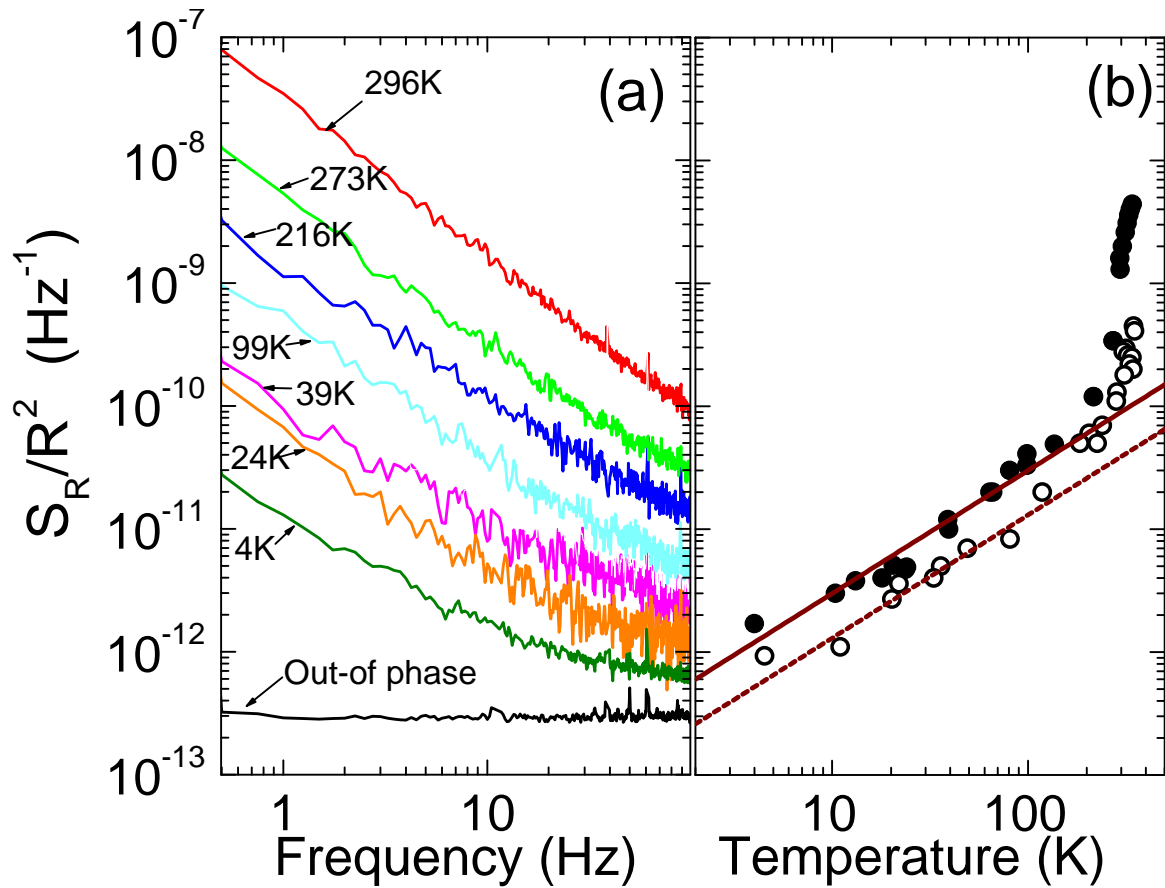 10⁻⁷
10⁻⁸
10⁻⁹
10⁻¹⁰
10⁻¹¹
10⁻¹²
10⁻¹³
S_R/R² (Hz⁻¹)
(a)
296K
273K
216K
99K
39K
24K
4K
Out-of phase
1 10
Frequency (Hz)
(b)
10 100
Temperature (K)